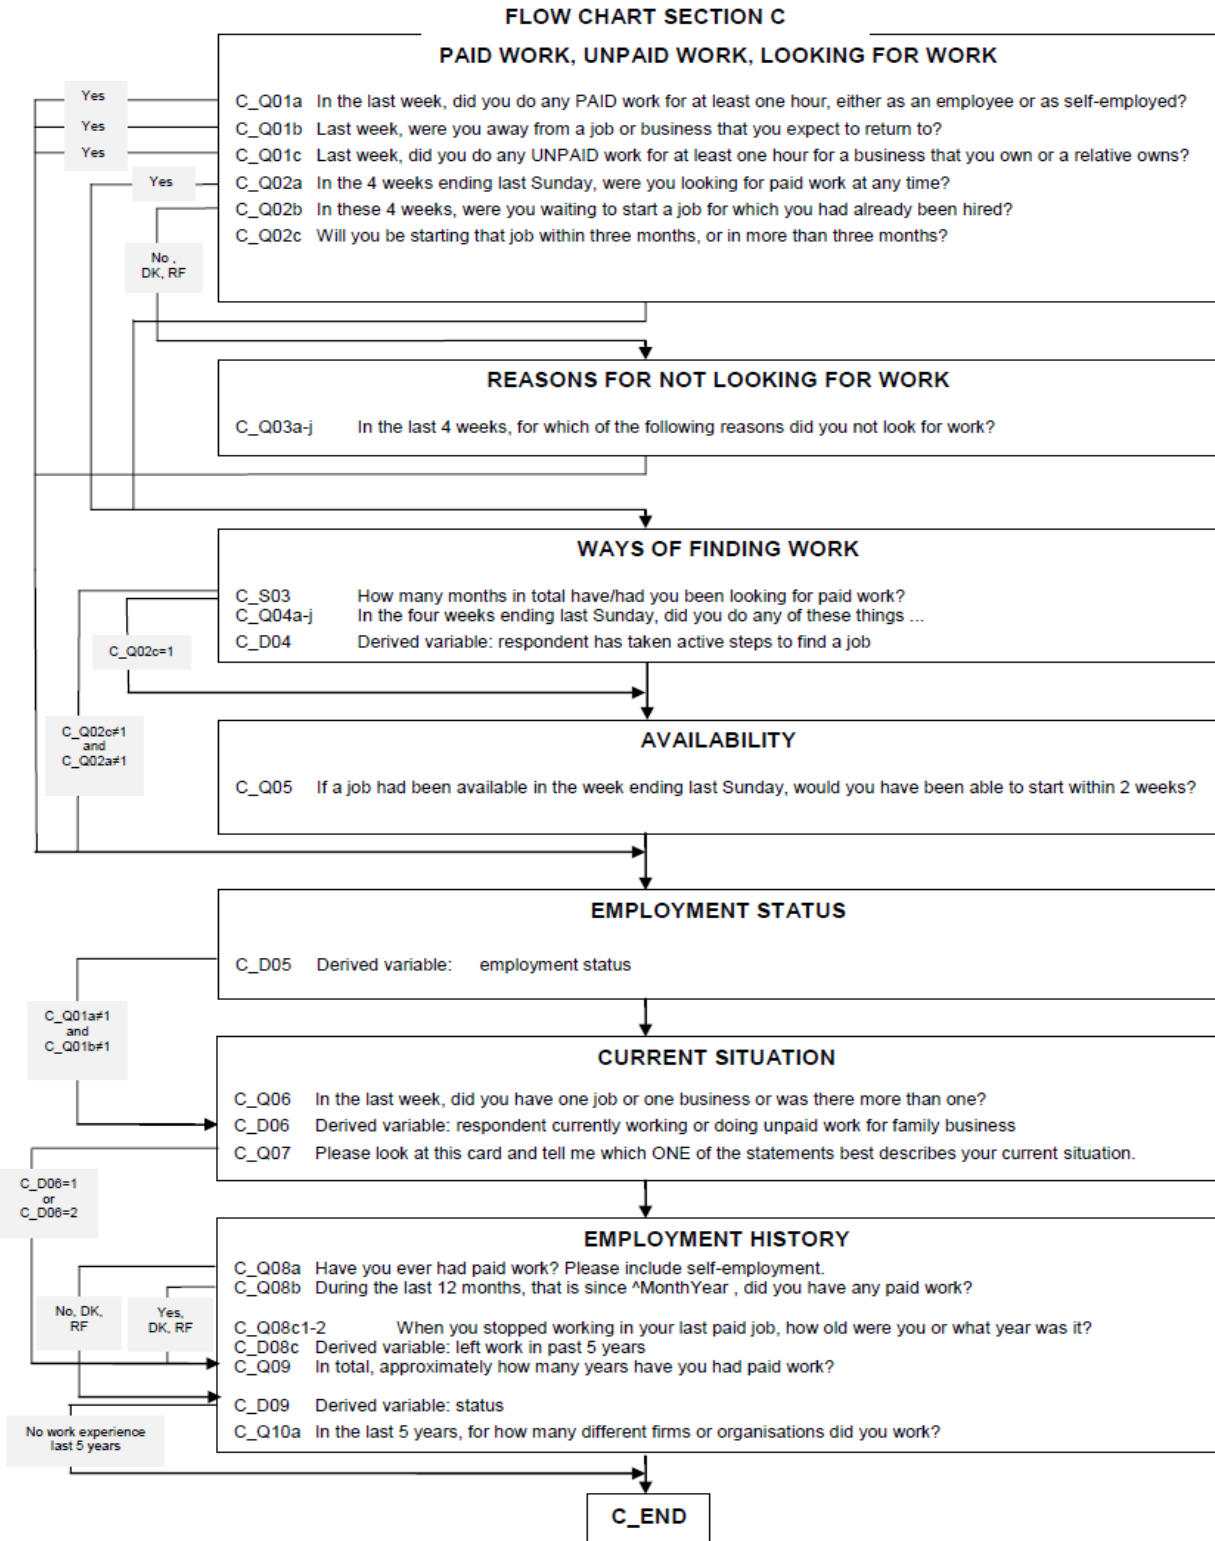 FLOW CHART SECTION C
PAID WORK, UNPAID WORK, LOOKING FOR WORK
Yes
C_Q01a In the last week, did you do any PAID work for at least one hour, either as an employee or as self-employed?
Yes
C_Q01b Last week, were you away from a job or business that you expect to return to?
Yes
C_Q01c Last week, did you do any UNPAID work for at least one hour for a business that you own or a relative owns?
Yes
C_Q02a In the 4 weeks ending last Sunday, were you looking for paid work at any time?
C_Q02b In these 4 weeks, were you waiting to start a job for which you had already been hired?
C_Q02c Will you be starting that job within three months, or in more than three months?
No ,
DK, RF
REASONS FOR NOT LOOKING FOR WORK
C_Q03a-j In the last 4 weeks, for which of the following reasons did you not look for work?
WAYS OF FINDING WORK
C_S03 How many months in total have/had you been looking for paid work?
C_Q04a-j In the four weeks ending last Sunday, did you do any of these things ...
C_D04 Derived variable: respondent has taken active steps to find a job
C_Q02c=1
C_Q02c≠1
and
C_Q02a≠1
AVAILABILITY
C_Q05 If a job had been available in the week ending last Sunday, would you have been able to start within 2 weeks?
EMPLOYMENT STATUS
C_D05 Derived variable: employment status
C_Q01a≠1
and
C_Q01b≠1
CURRENT SITUATION
C_Q06 In the last week, did you have one job or one business or was there more than one?
C_D06 Derived variable: respondent currently working or doing unpaid work for family business
C_Q07 Please look at this card and tell me which ONE of the statements best describes your current situation.
C_D06=1
or
C_D06=2
EMPLOYMENT HISTORY
C_Q08a Have you ever had paid work? Please include self-employment.
C_Q08b During the last 12 months, that is since ^MonthYear , did you have any paid work?
No, DK,
RF
Yes,
DK, RF
C_Q08c1-2 When you stopped working in your last paid job, how old were you or what year was it?
C_D08c Derived variable: left work in past 5 years
C_Q09 In total, approximately how many years have you had paid work?
C_D09 Derived variable: status
No work experience
last 5 years
C_Q10a In the last 5 years, for how many different firms or organisations did you work?
C_END